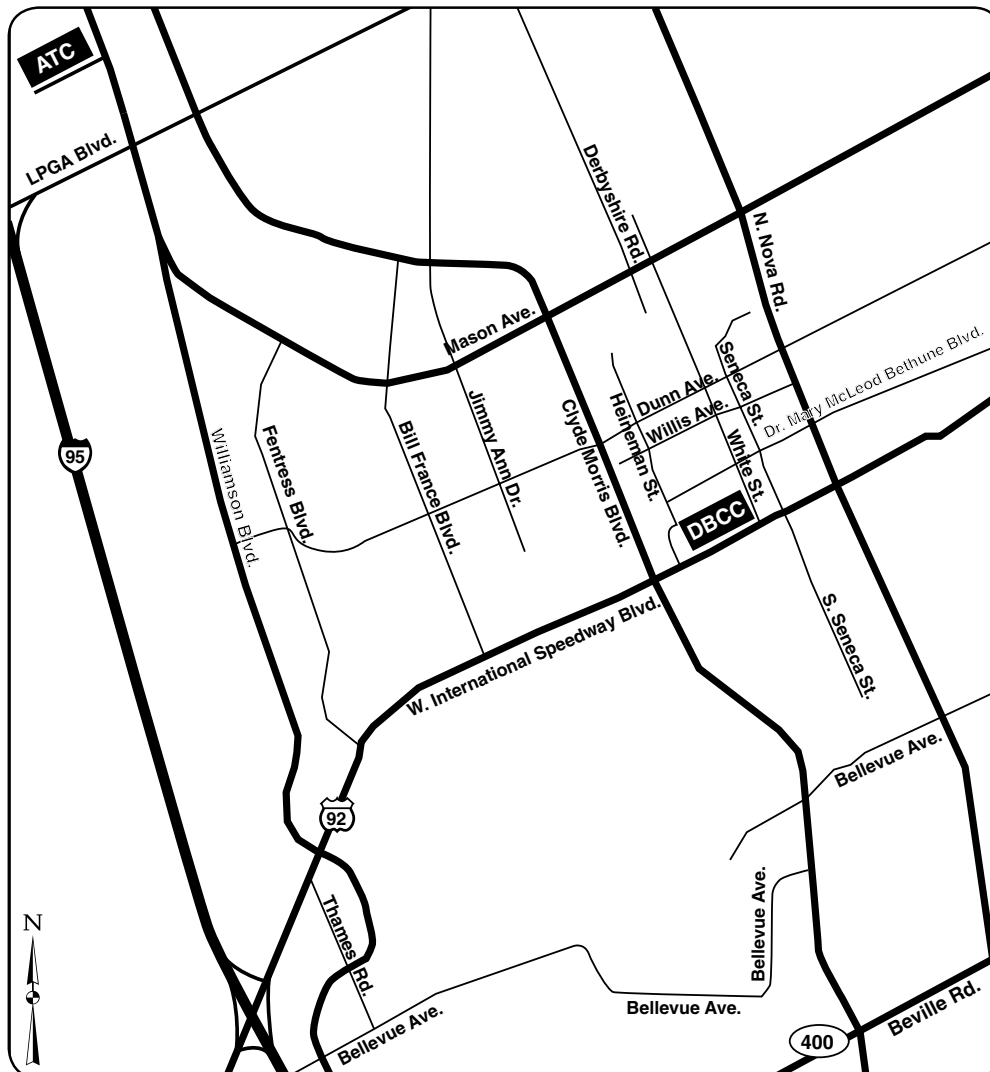 ATC
LPGA Blvd.
Derbyshire Rd.
N. Nova Rd.
Mason Ave.
Seneca St.
Dr. Mary McLeod Bethune Blvd.
Dunn Ave.
Willis Ave.
Heineman St.
Jimmy Ann Dr.
Clyde Morris Blvd.
Bill France Blvd.
Fentress Blvd.
Williamson Blvd.
White St.
95
DBCC
W. International Speedway Blvd.
S. Seneca St.
Bellevue Ave.
92
Bellevue Ave.
Thames Rd.
N
Bellevue Ave.
Bellevue Ave.
Beville Rd.
400